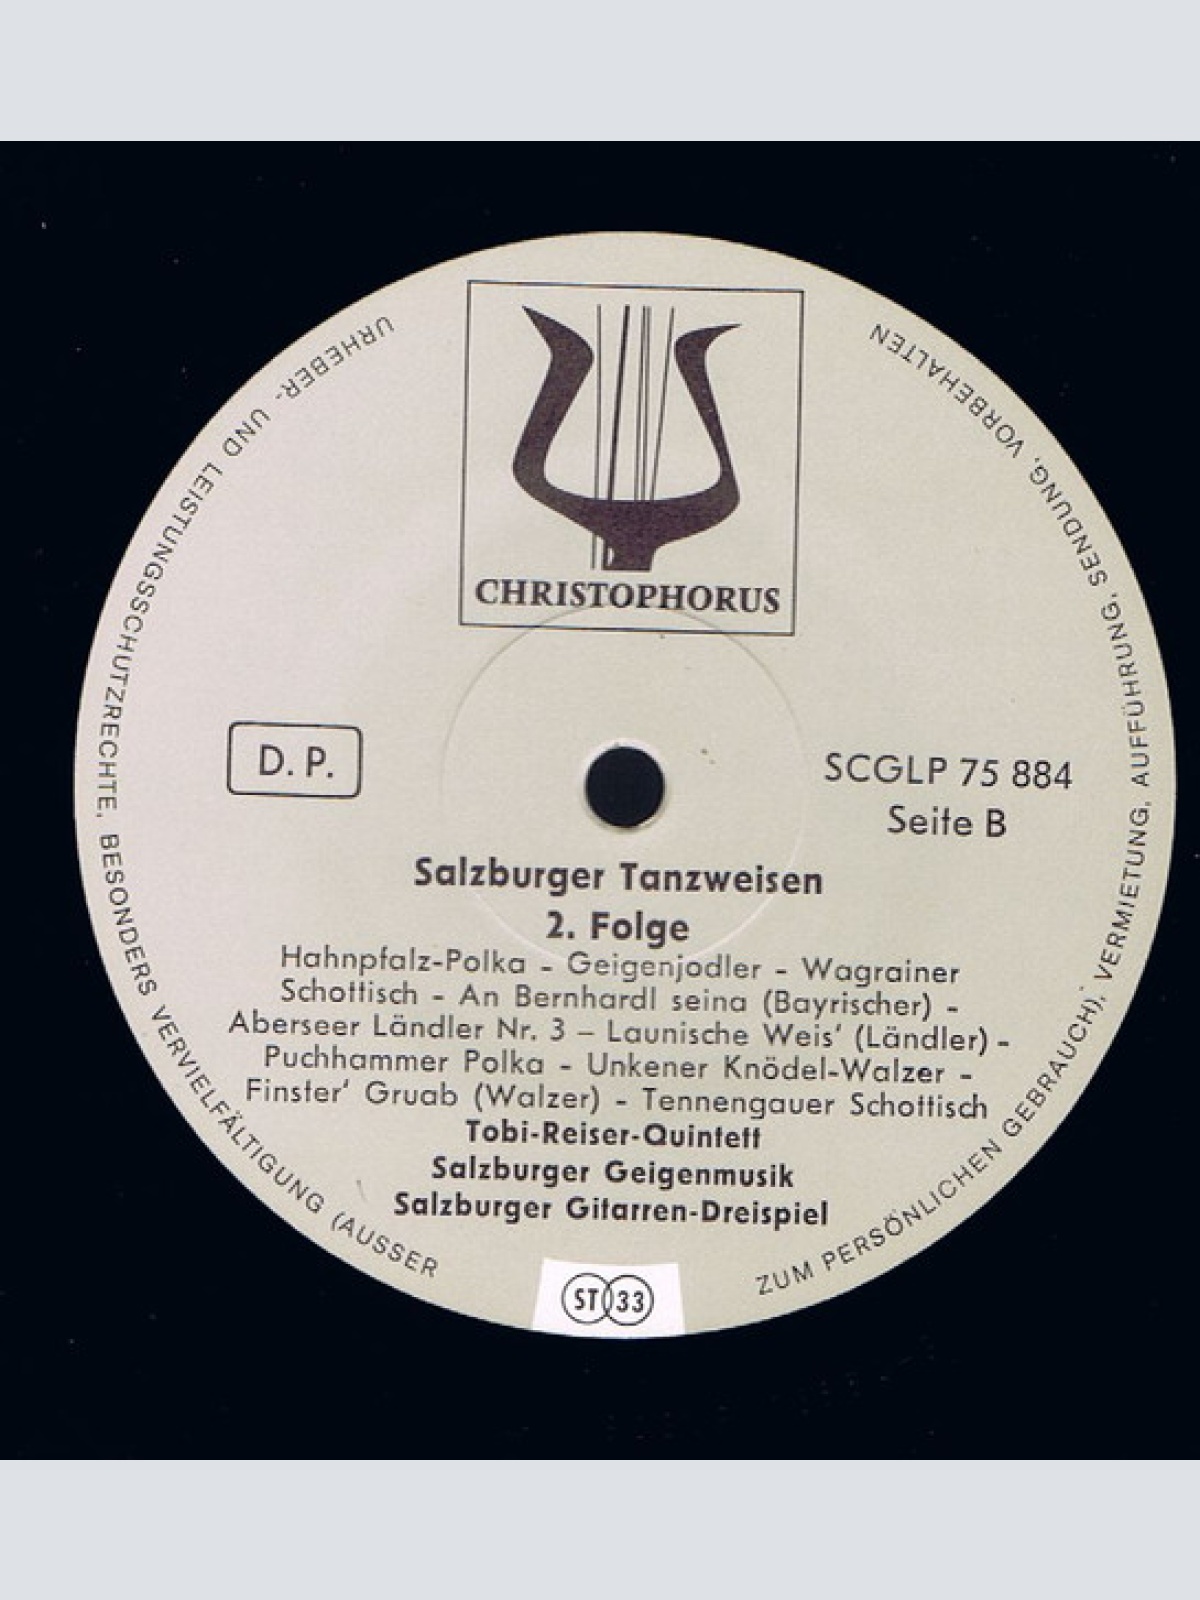 CHRISTOPHORUS
D. P.
SCGLP 75 884
Seite B
Salzburger Tanzweisen
2. Folge
Hahnpfalz-Polka - Geigenjodler - Wagrainer
Schottisch - An Bernhardl seina (Bayrischer) -
Aberseer Ländler Nr. 3 – Launische Weis' (Ländler) -
Puchhammer Polka - Unkener Knödel-Walzer -
Finster' Gruab (Walzer) - Tennengauer Schottisch
Tobi-Reiser-Quintett
Salzburger Geigenmusik
Salzburger Gitarren-Dreispiel
ST 33
URHEBER- UND LEISTUNGSSCHUTZRECHTE, BESONDERS VERVIELFÄLTIGUNG (AUSSER
ZUM PERSÖNLICHEN GEBRAUCH), VERMIETUNG, AUFFÜHRUNG, SENDUNG, VORBEHALTEN